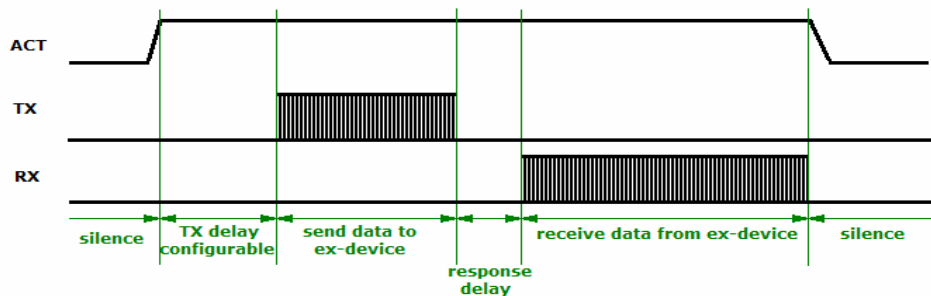 ACT
TX
RX
silence
TX delay
configurable
send data to
ex-device
response
delay
receive data from ex-device
silence